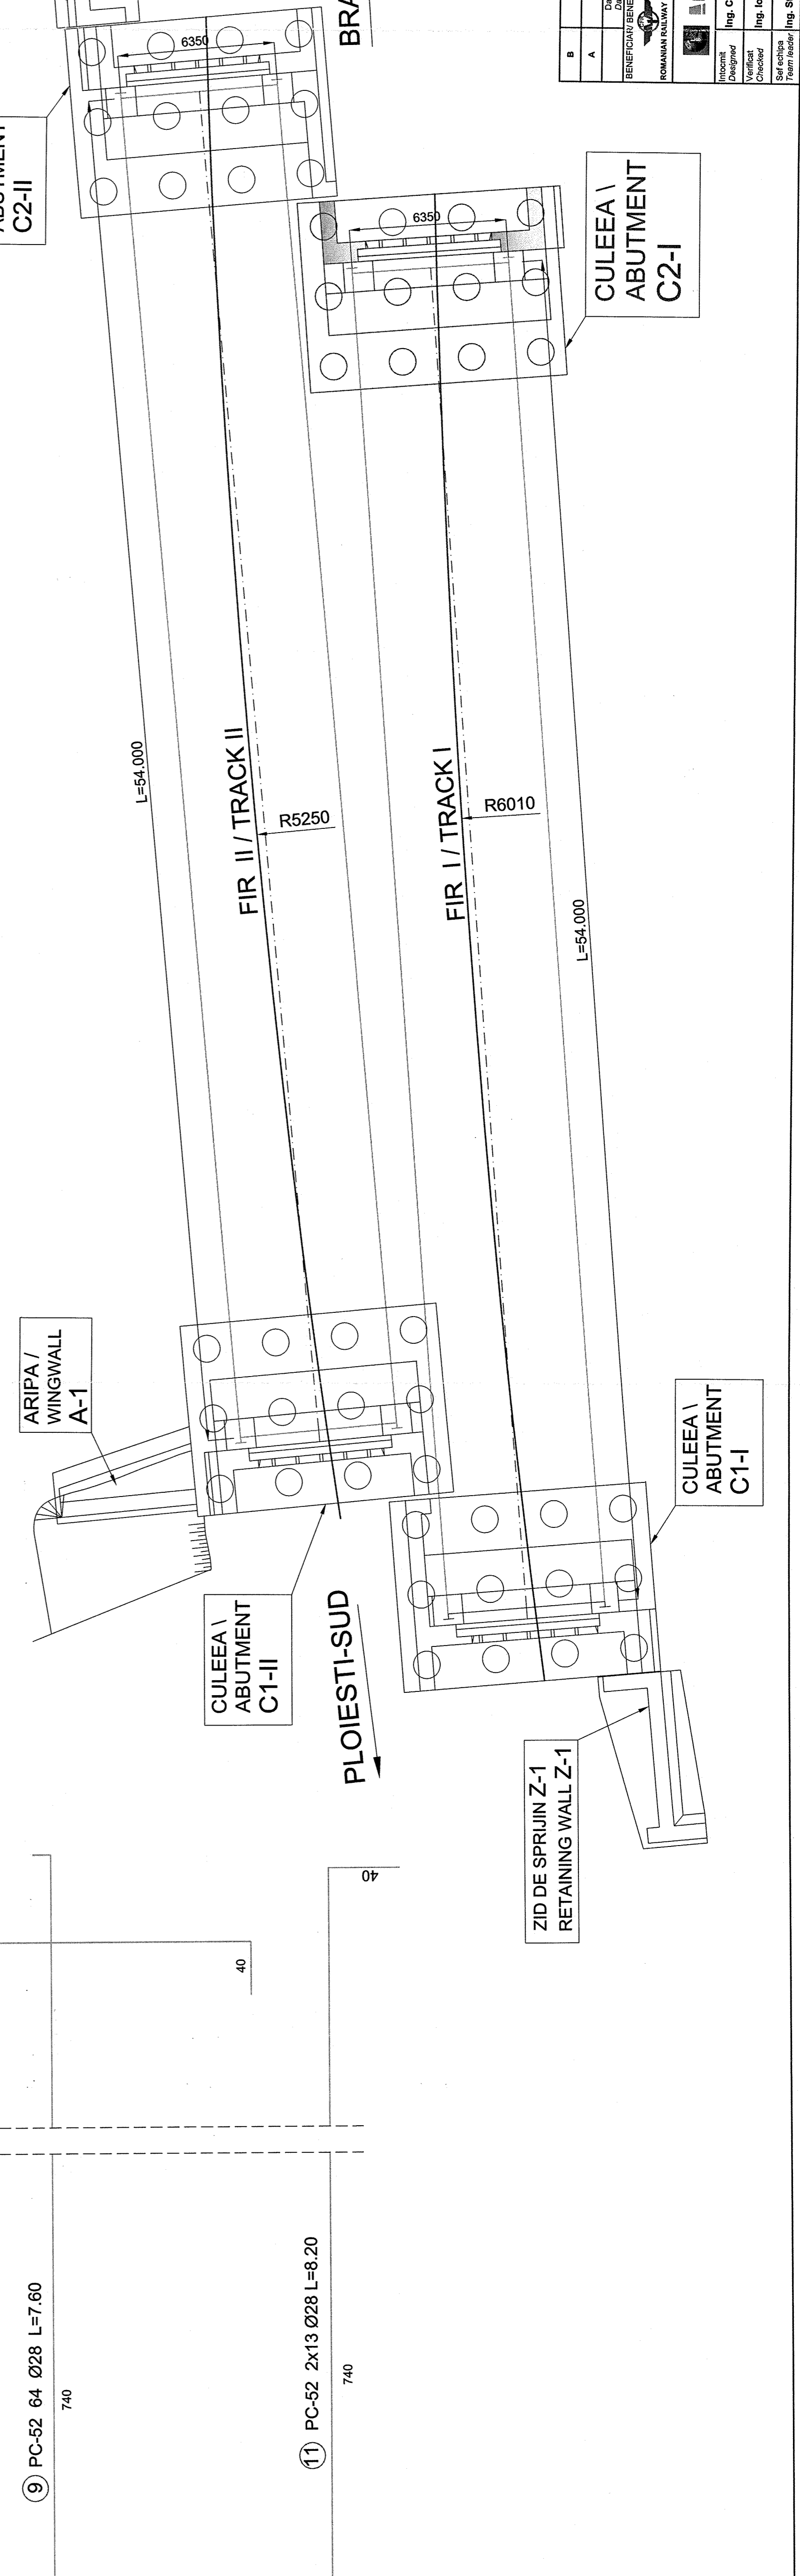 6350
BRA
B
A
BENEFICIAR/ BENE
ROMANIAN RAILWAY
Intocmit
Designed
Ing. C
Verificat
Checked
Sef echipa
Team leader
C2-II
6350
CULEEA \
ABUTMENT
C2-I
L=54.000
FIR II / TRACK II
R5250
FIR I / TRACK I
R6010
L=54.000
ARIPA /
WINGWALL
A-1
CULEEA \
ABUTMENT
C1-I
CULEEA \
ABUTMENT
C1-II
PLOIESTI-SUD
ZID DE SPRIJIN Z-1
RETAINING WALL Z-1
40
40
9 PC-52 64 Ø28 L=7.60
740
11 PC-52 2x13 Ø28 L=8.20
740